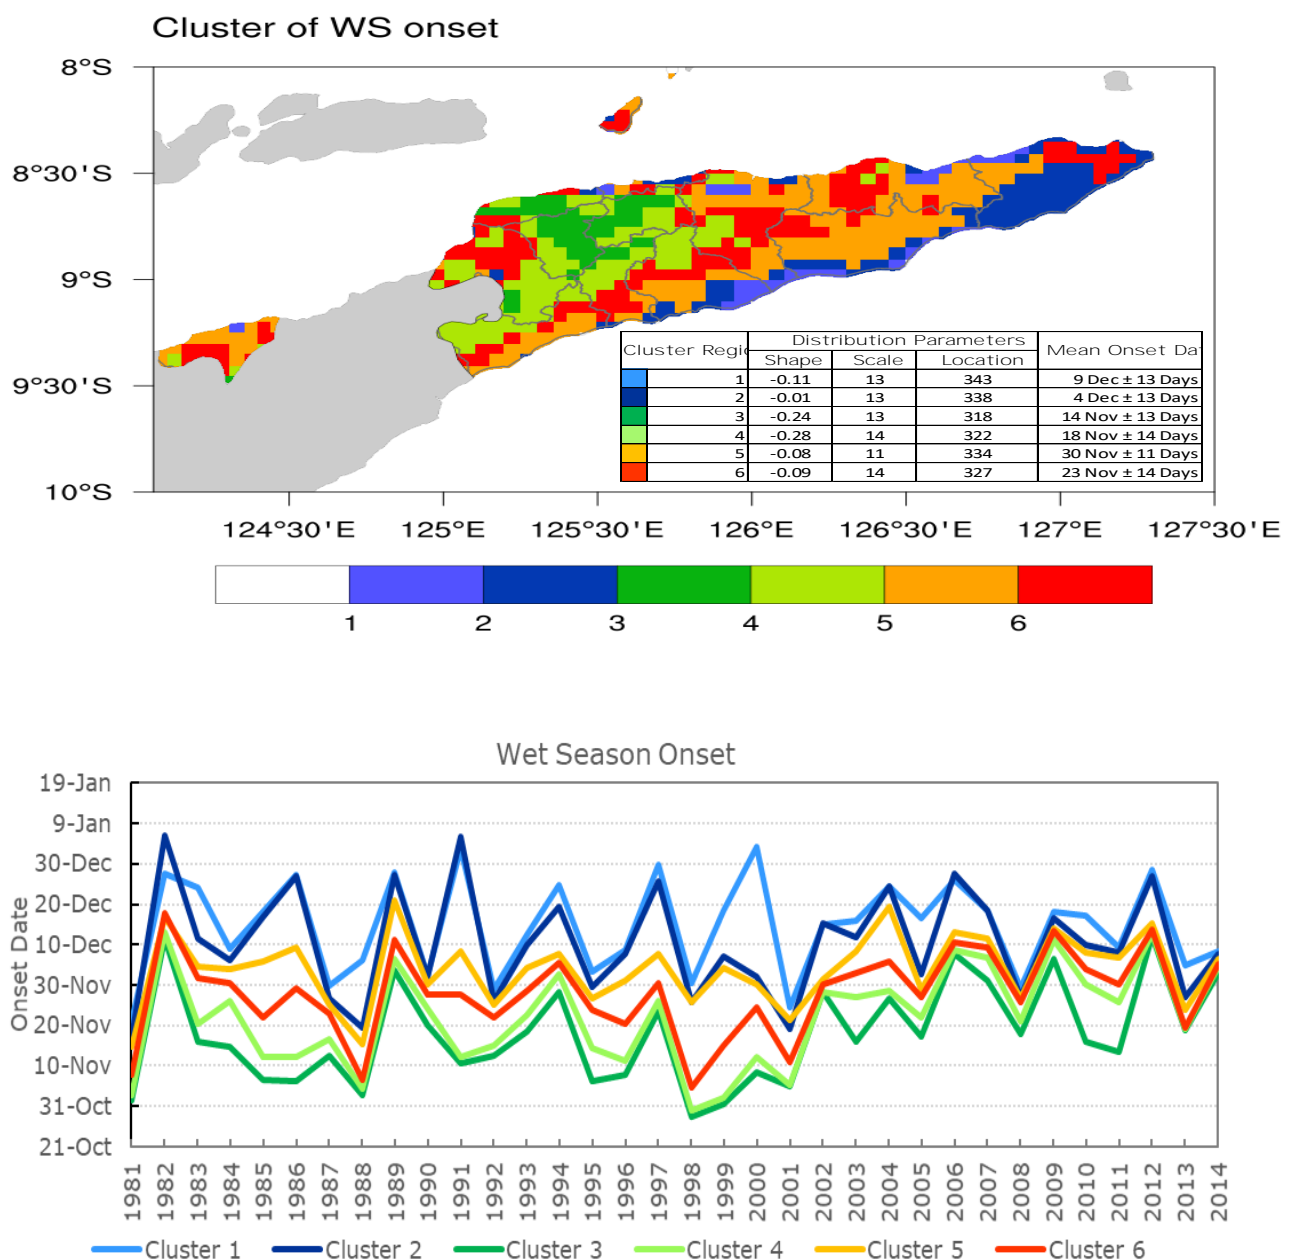 Cluster of WS onset
8°S
8°30'S
9°S
9°30'S
10°S
Cluster Regio Distribution Parameters Mean Onset Dat
Shape Scale Location
1 -0.11 13 343 9 Dec ± 13 Days
2 -0.01 13 338 4 Dec ± 13 Days
3 -0.24 13 318 14 Nov ± 13 Days
4 -0.28 14 322 18 Nov ± 14 Days
5 -0.08 11 334 30 Nov ± 11 Days
6 -0.09 14 327 23 Nov ± 14 Days
124°30'E 125°E 125°30'E 126°E 126°30'E 127°E 127°30'E
1 2 3 4 5 6
Wet Season Onset
Onset Date
19-Jan
9-Jan
30-Dec
20-Dec
10-Dec
30-Nov
20-Nov
10-Nov
31-Oct
21-Oct
1981 1982 1983 1984 1985 1986 1987 1988 1989 1990 1991 1992 1993 1994 1995 1996 1997 1998 1999 2000 2001 2002 2003 2004 2005 2006 2007 2008 2009 2010 2011 2012 2013 2014
Cluster 1 Cluster 2 Cluster 3 Cluster 4 Cluster 5 Cluster 6